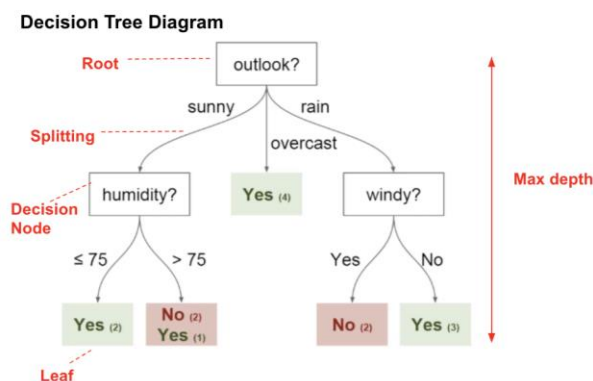 Decision Tree Diagram
Root
outlook?
sunny
rain
Splitting
overcast
Max depth
Decision
Node
humidity?
Yes (4)
windy?
≤ 75
> 75
Yes
No
Yes (2)
No (2)
Yes (1)
No (2)
Yes (3)
Leaf